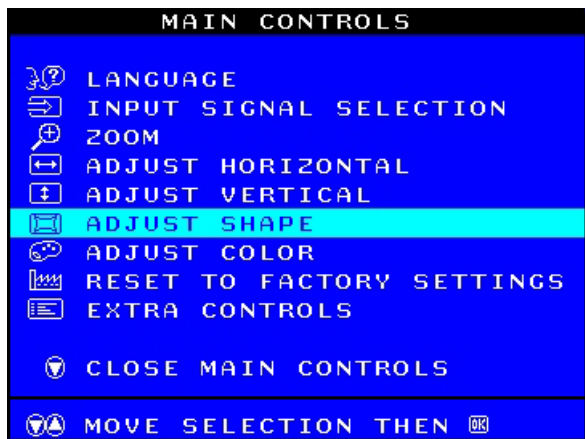 MAIN CONTROLS
LANGUAGE
INPUT SIGNAL SELECTION
ZOOM
ADJUST HORIZONTAL
ADJUST VERTICAL
ADJUST SHAPE
ADJUST COLOR
RESET TO FACTORY SETTINGS
EXTRA CONTROLS
CLOSE MAIN CONTROLS
MOVE SELECTION THEN OK